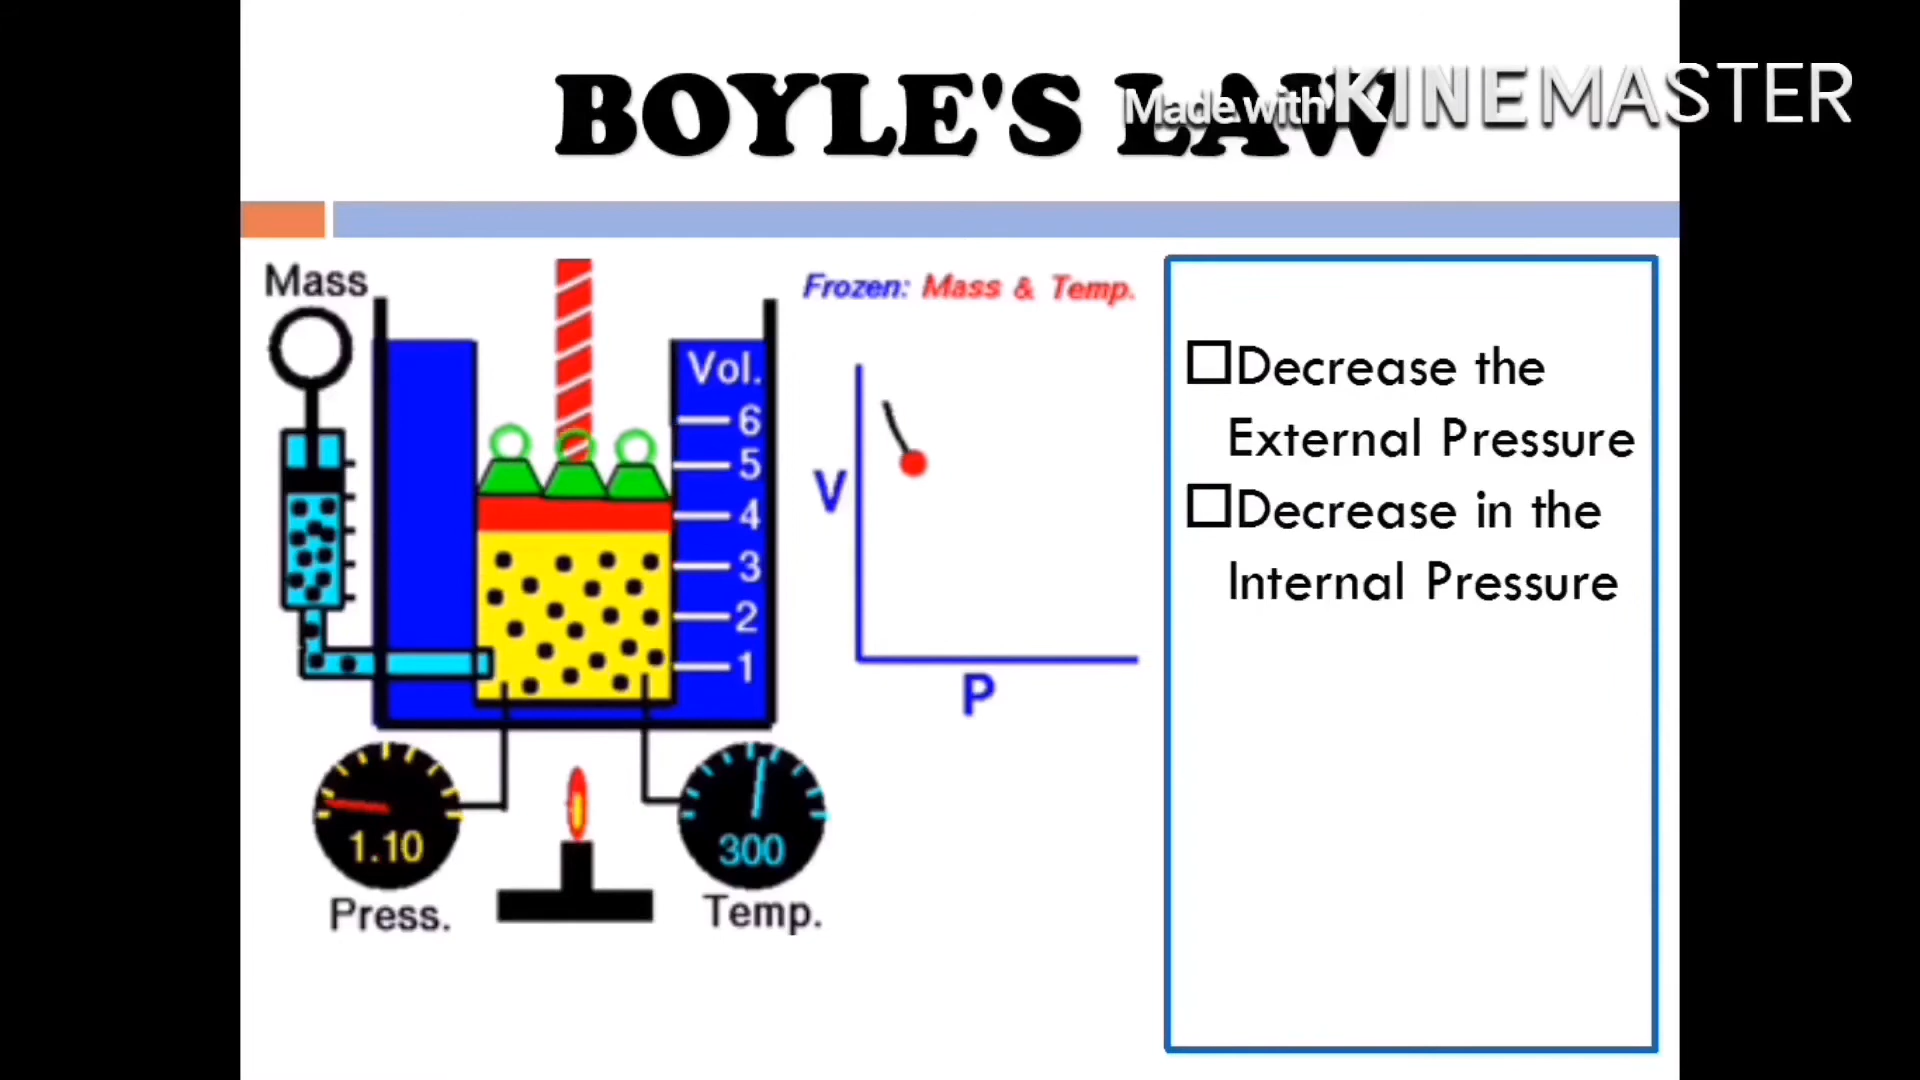 BOYLE'S LAW
Made with KINEMASTER
Mass
Frozen: Mass & Temp.
Vol.
6
5
4
3
2
1
V
P
1.10
Press.
300
Temp.
☐Decrease the
External Pressure
☐Decrease in the
Internal Pressure